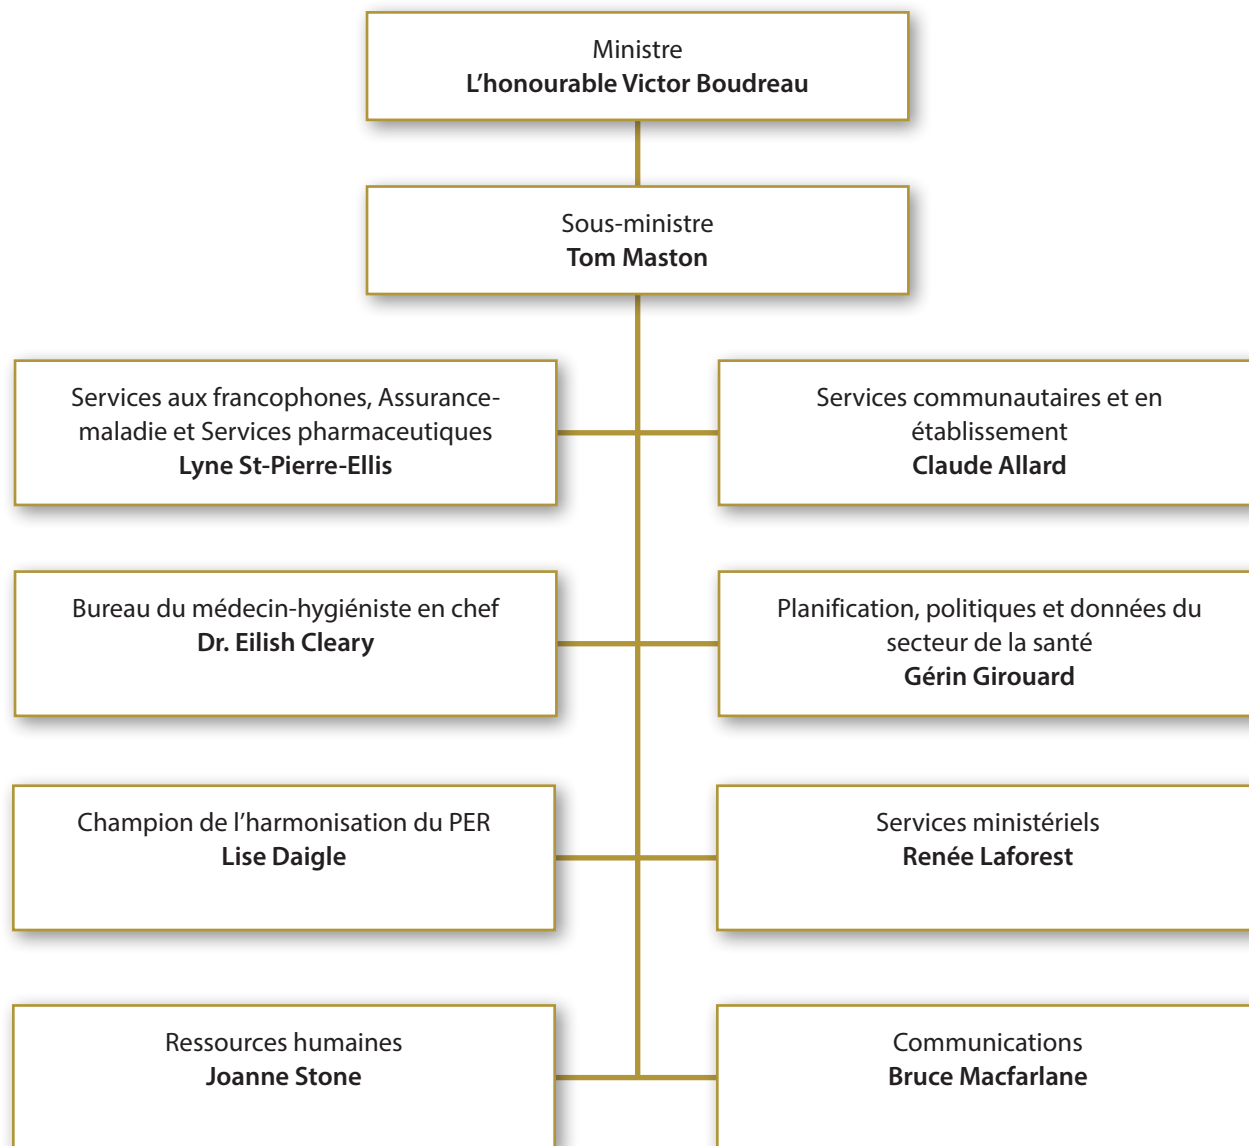 Ministre
L’honourable Victor Boudreau
Sous-ministre
Tom Maston
Services aux francophones, Assurance-
maladie et Services pharmaceutiques
Lyne St-Pierre-Ellis
Services communautaires et en
établissement
Claude Allard
Bureau du médecin-hygiéniste en chef
Dr. Eilish Cleary
Planification, politiques et données du
secteur de la santé
Gérin Girouard
Champion de l’harmonisation du PER
Lise Daigle
Services ministériels
Renée Laforest
Ressources humaines
Joanne Stone
Communications
Bruce Macfarlane